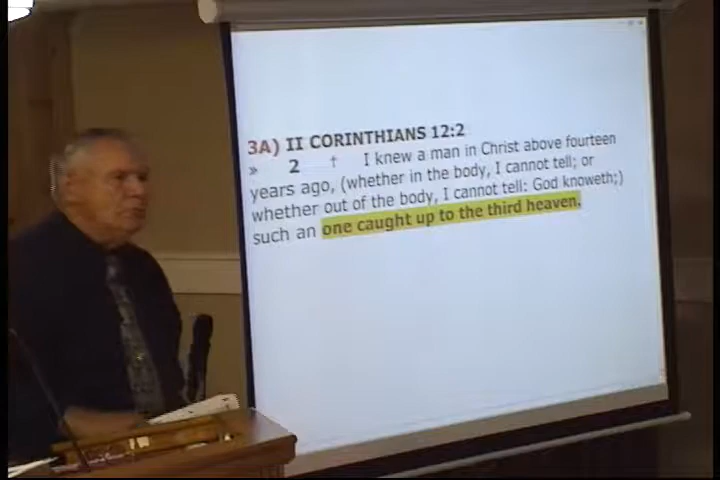 3A) II CORINTHIANS 12:2
» 2 † I knew a man in Christ above fourteen
years ago, (whether in the body, I cannot tell; or
whether out of the body, I cannot tell: God knoweth;)
such an one caught up to the third heaven.